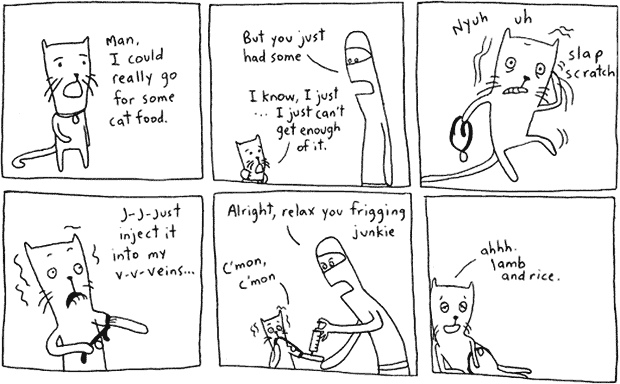 Man,
I could
really go
for some
cat food.
But you just
had some
I know, I just
... I just can't
get enough
of it.
Nyuh uh
slap
scratch
J-J-Just
inject it
into my
v-v-veins...
Alright, relax you frigging
junkie
C'mon,
c'mon
ahhh.
lamb
and rice.